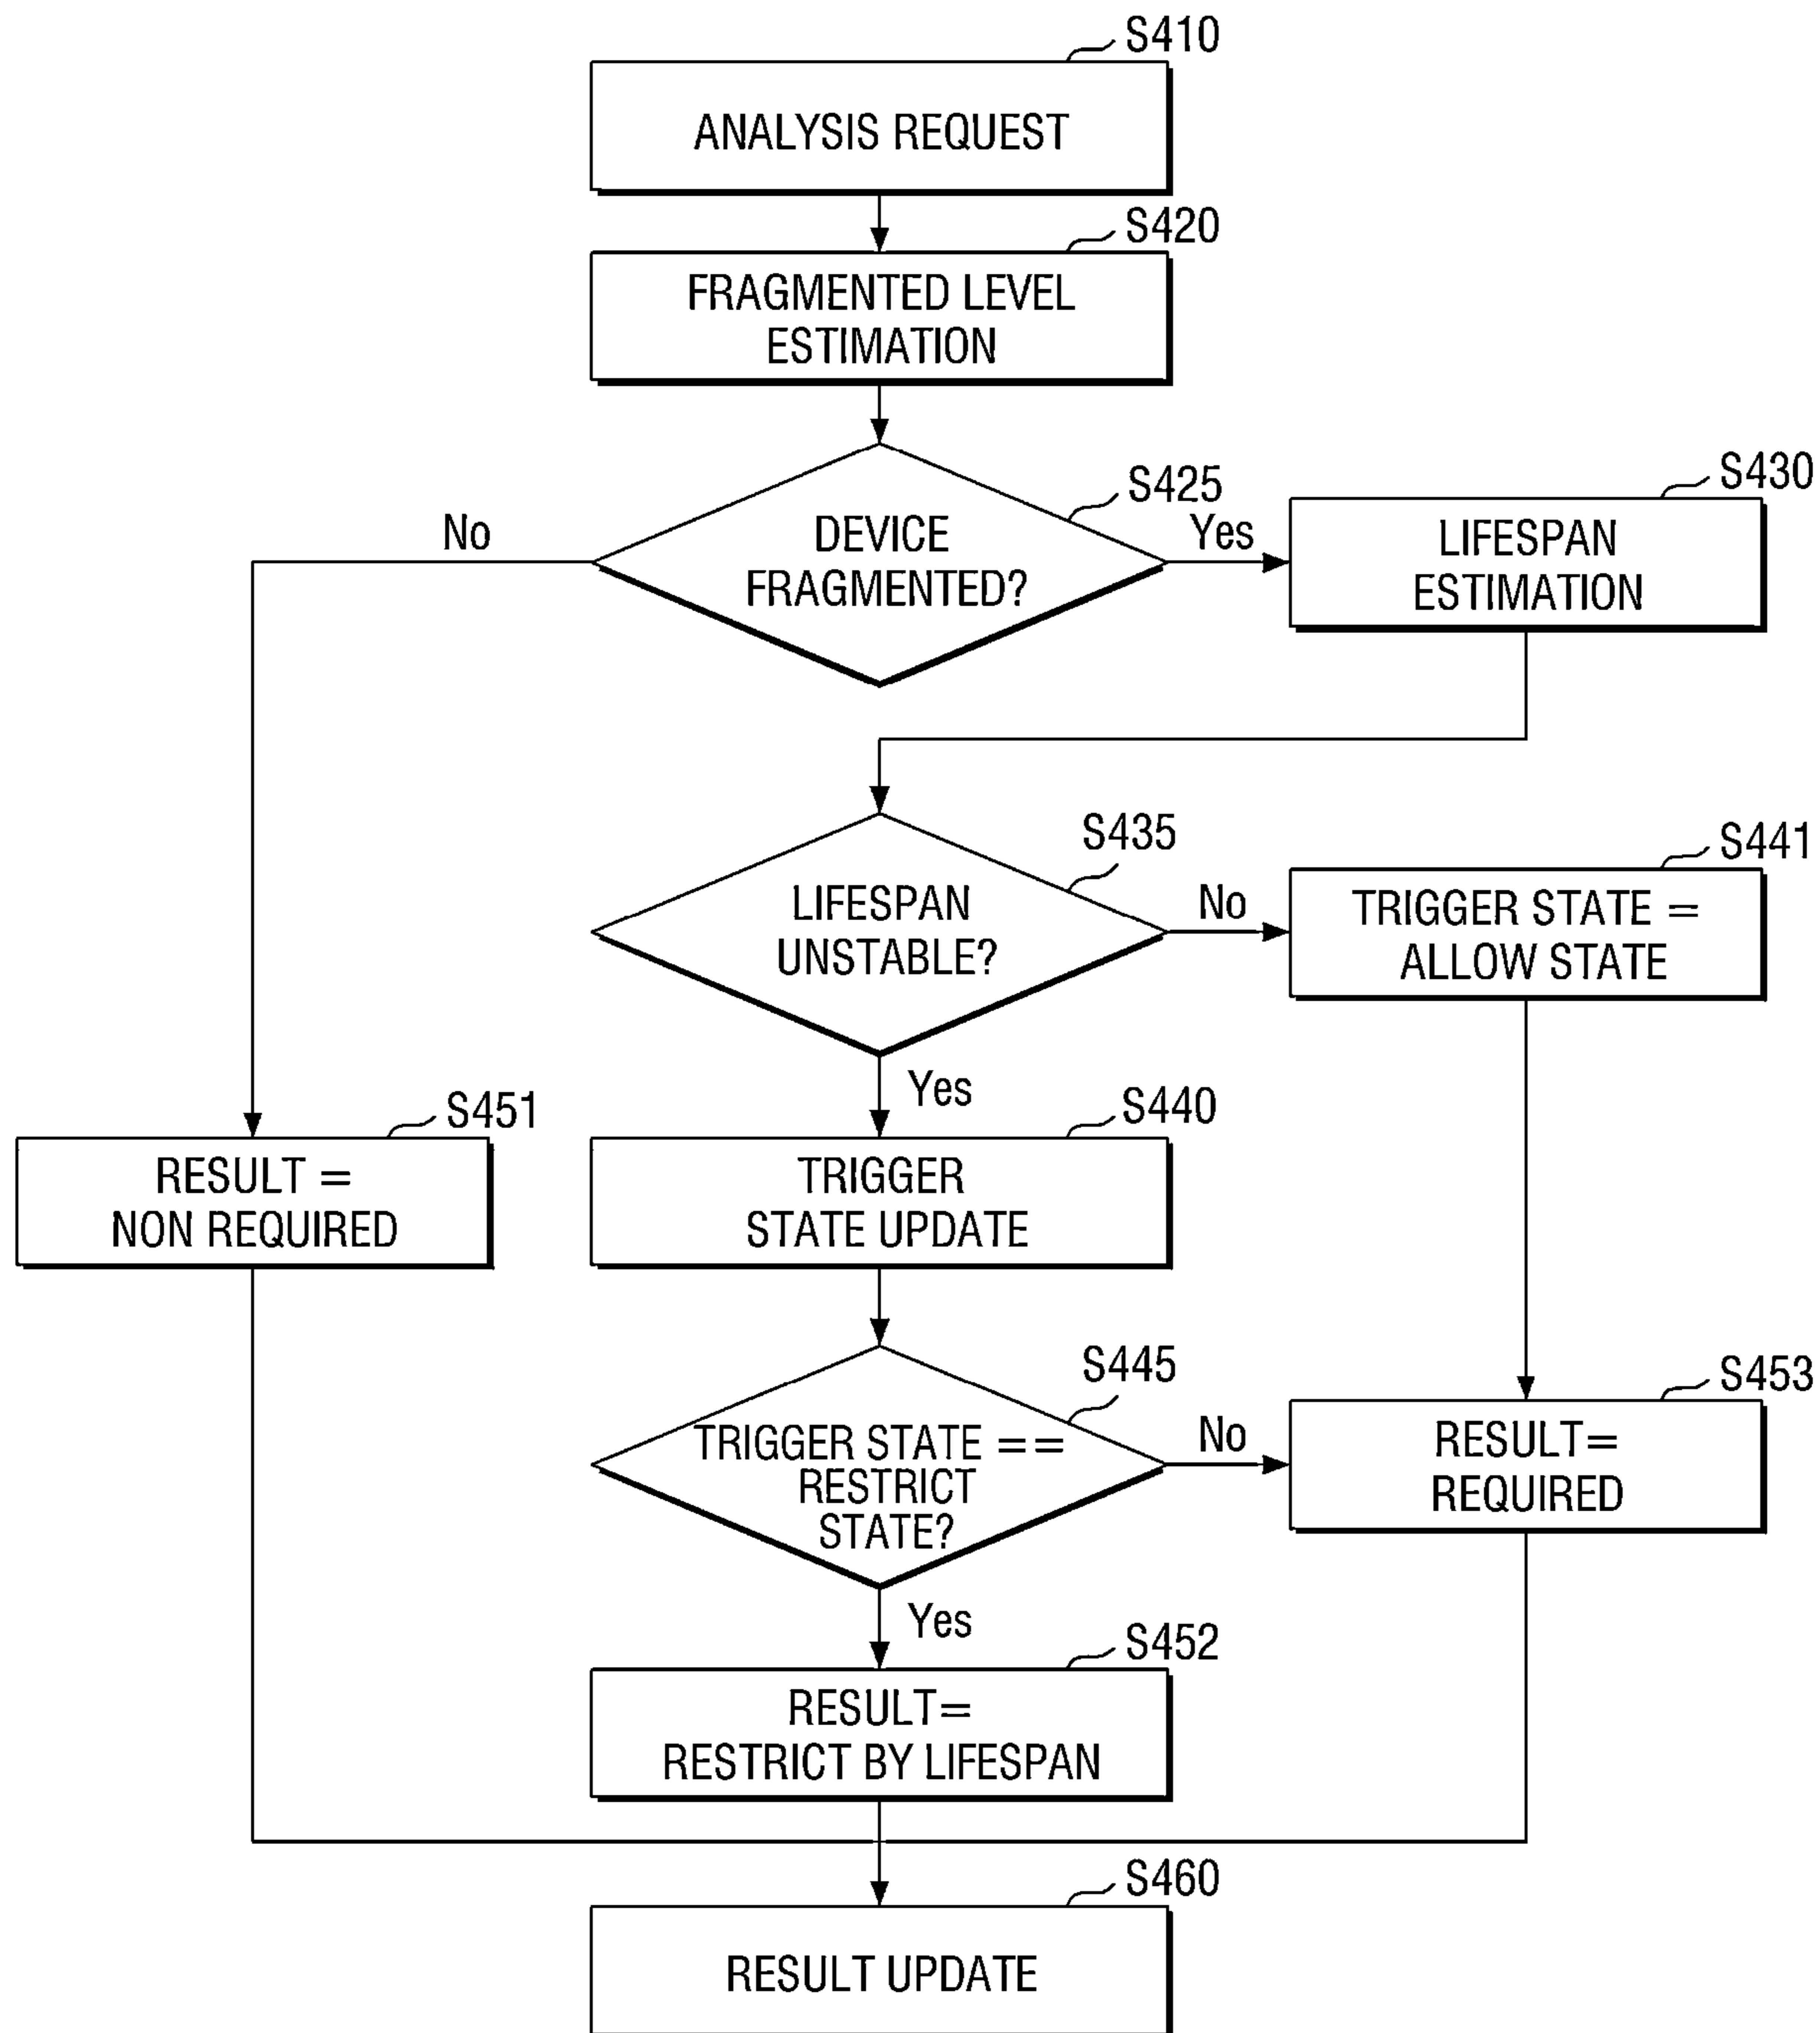 S410
ANALYSIS REQUEST
S420
FRAGMENTED LEVEL
ESTIMATION
S425
DEVICE
FRAGMENTED?
No
Yes
S430
LIFESPAN
ESTIMATION
S435
LIFESPAN
UNSTABLE?
No
Yes
S441
TRIGGER STATE =
ALLOW STATE
S451
RESULT =
NON REQUIRED
S440
TRIGGER
STATE UPDATE
S445
TRIGGER STATE ==
RESTRICT
STATE?
No
Yes
S453
RESULT=
REQUIRED
S452
RESULT=
RESTRICT BY LIFESPAN
S460
RESULT UPDATE